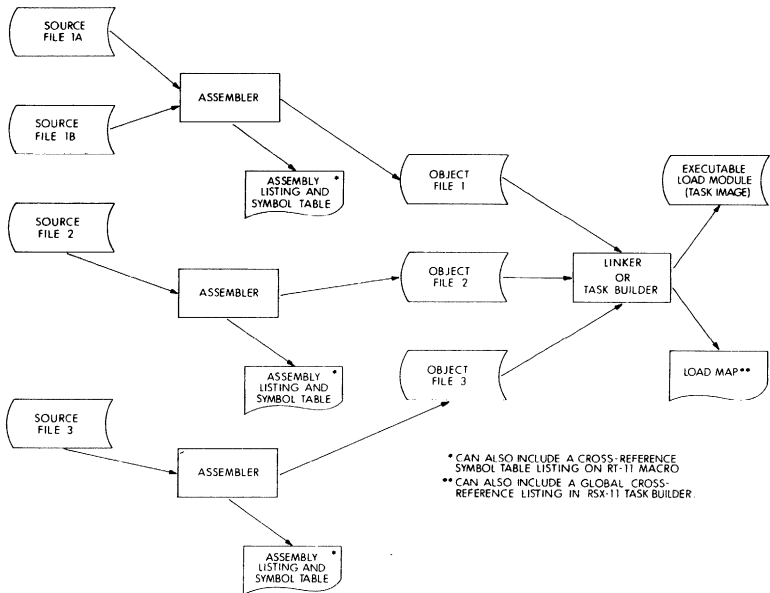 SOURCE
FILE 1A
ASSEMBLER
SOURCE
FILE 1B
ASSEMBLY *
LISTING AND
SYMBOL TABLE
OBJECT
FILE 1
EXECUTABLE
LOAD MODULE
(TASK IMAGE)
SOURCE
FILE 2
ASSEMBLER
OBJECT
FILE 2
LINKER
OR
TASK BUILDER
ASSEMBLY *
LISTING AND
SYMBOL TABLE
OBJECT
FILE 3
LOAD MAP**
SOURCE
FILE 3
ASSEMBLER
ASSEMBLY *
LISTING AND
SYMBOL TABLE
* CAN ALSO INCLUDE A CROSS-REFERENCE
SYMBOL TABLE LISTING ON RT-11 MACRO
** CAN ALSO INCLUDE A GLOBAL CROSS-
REFERENCE LISTING IN RSX-11 TASK BUILDER.